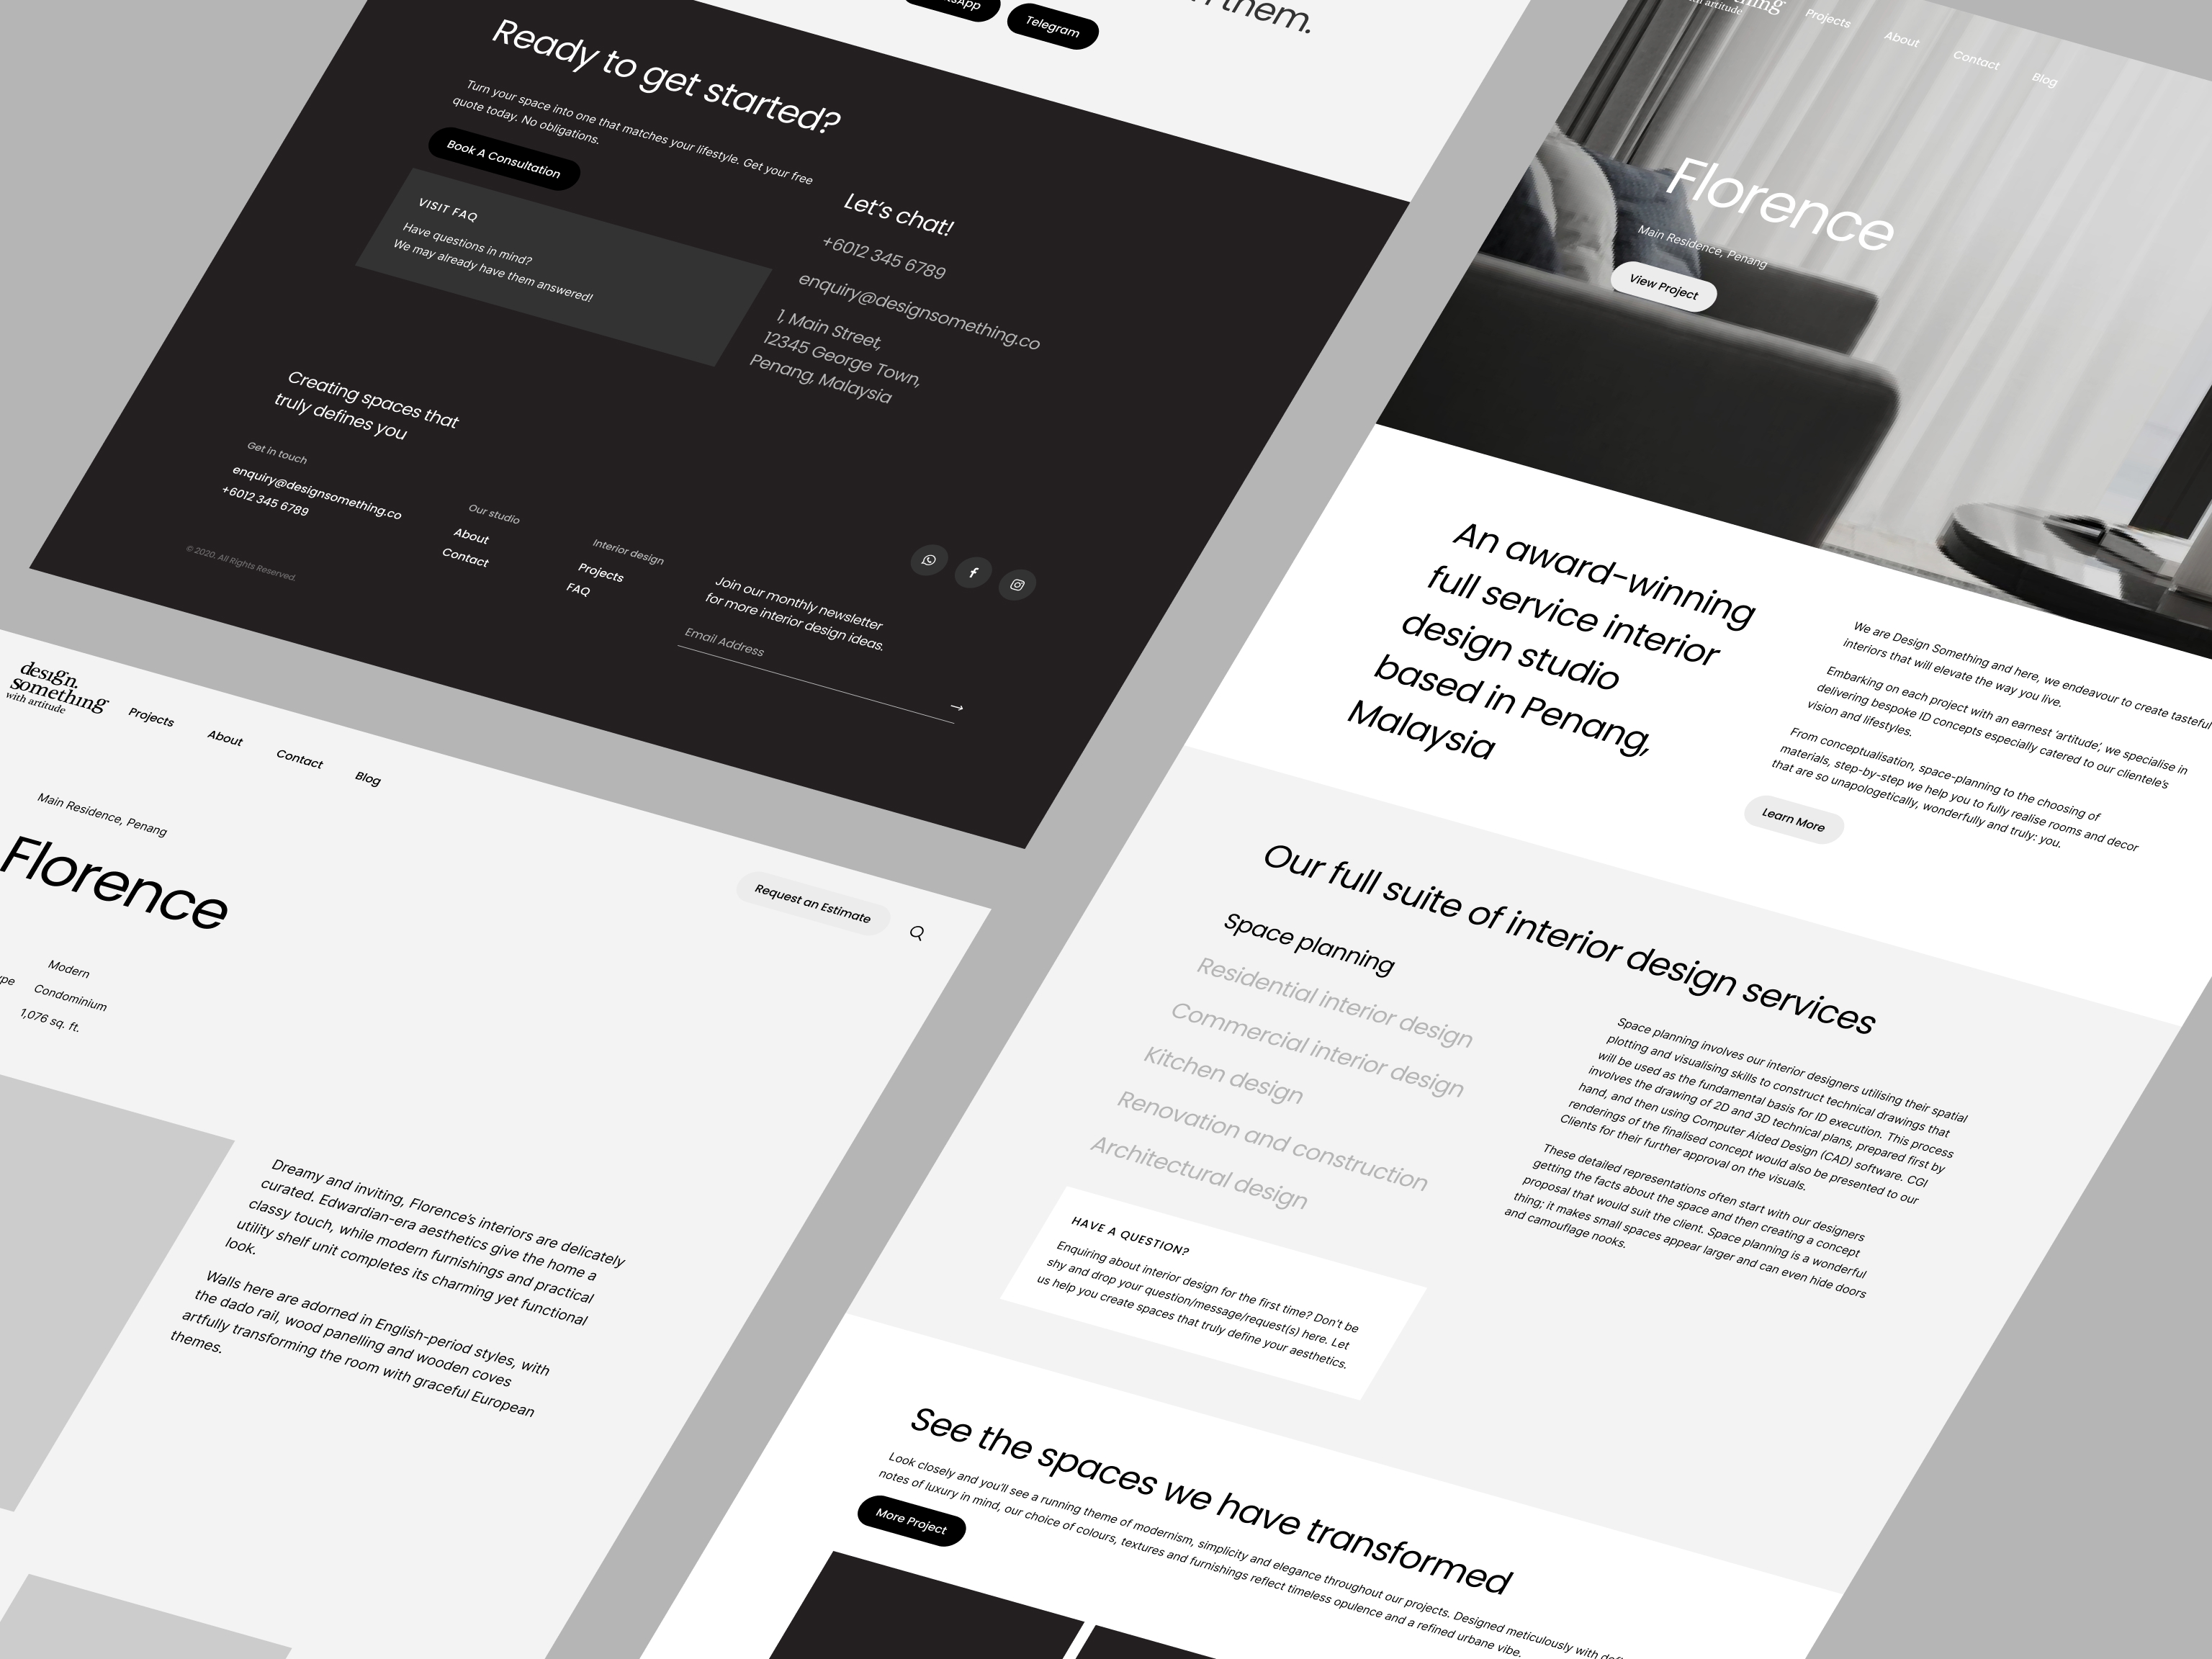 them.
Telegram
Ready to get started?
Turn your space into one that matches your lifestyle. Get your free
quote today. No obligations.
Book A Consultation
VISIT FAQ
Have questions in mind?
We may already have them answered!
Let's chat!
+6012 345 6789
enquiry@designsomething.co
1, Main Street,
12345 George Town,
Penang, Malaysia
Creating spaces that
truly defines you
Get in touch
enquiry@designsomething.co
+6012 345 6789
Our studio
About
Contact
Interior design
Projects
FAQ
Join our monthly newsletter
for more interior design ideas.
Email Address
→
© 2020. All Rights Reserved.
design.
something
with artitude
Projects
About
Contact
Blog
Request an Estimate
Main Residence, Penang
Florence
Modern
Condominium
1,076 sq. ft.
Dreamy and inviting, Florence's interiors are delicately
curated. Edwardian-era aesthetics give the home a
classy touch, while modern furnishings and practical
utility shelf unit completes its charming yet functional
look.
Walls here are adorned in English-period styles, with
the dado rail, wood panelling and wooden coves
artfully transforming the room with graceful European
themes.
with artitude
Projects
About
Contact
Blog
Florence
Main Residence, Penang
View Project
An award-winning
full service interior
design studio
based in Penang,
Malaysia
We are Design Something and here, we endeavour to create tasteful
interiors that will elevate the way you live.
Embarking on each project with an earnest 'artitude', we specialise in
delivering bespoke ID concepts especially catered to our clientele's
vision and lifestyles.
From conceptualisation, space-planning to the choosing of
materials, step-by-step we help you to fully realise rooms and decor
that are so unapologetically, wonderfully and truly: you.
Learn More
Our full suite of interior design services
Space planning
Residential interior design
Commercial interior design
Kitchen design
Renovation and construction
Architectural design
Space planning involves our interior designers utilising their spatial
plotting and visualising skills to construct technical drawings that
will be used as the fundamental basis for ID execution. This process
involves the drawing of 2D and 3D technical plans, prepared first by
hand, and then using Computer Aided Design (CAD) software. CGI
renderings of the finalised concept would also be presented to our
Clients for their further approval on the visuals.
These detailed representations often start with our designers
getting the facts about the space and then creating a concept
proposal that would suit the client. Space planning is a wonderful
thing; it makes small spaces appear larger and can even hide doors
and camouflage nooks.
HAVE A QUESTION?
Enquiring about interior design for the first time? Don't be
shy and drop your question/message/request(s) here. Let
us help you create spaces that truly define your aesthetics.
See the spaces we have transformed
Look closely and you'll see a running theme of modernism, simplicity and elegance throughout our projects. Designed meticulously with
notes of luxury in mind, our choice of colours, textures and furnishings reflect timeless opulence and a refined urbane vibe.
More Project